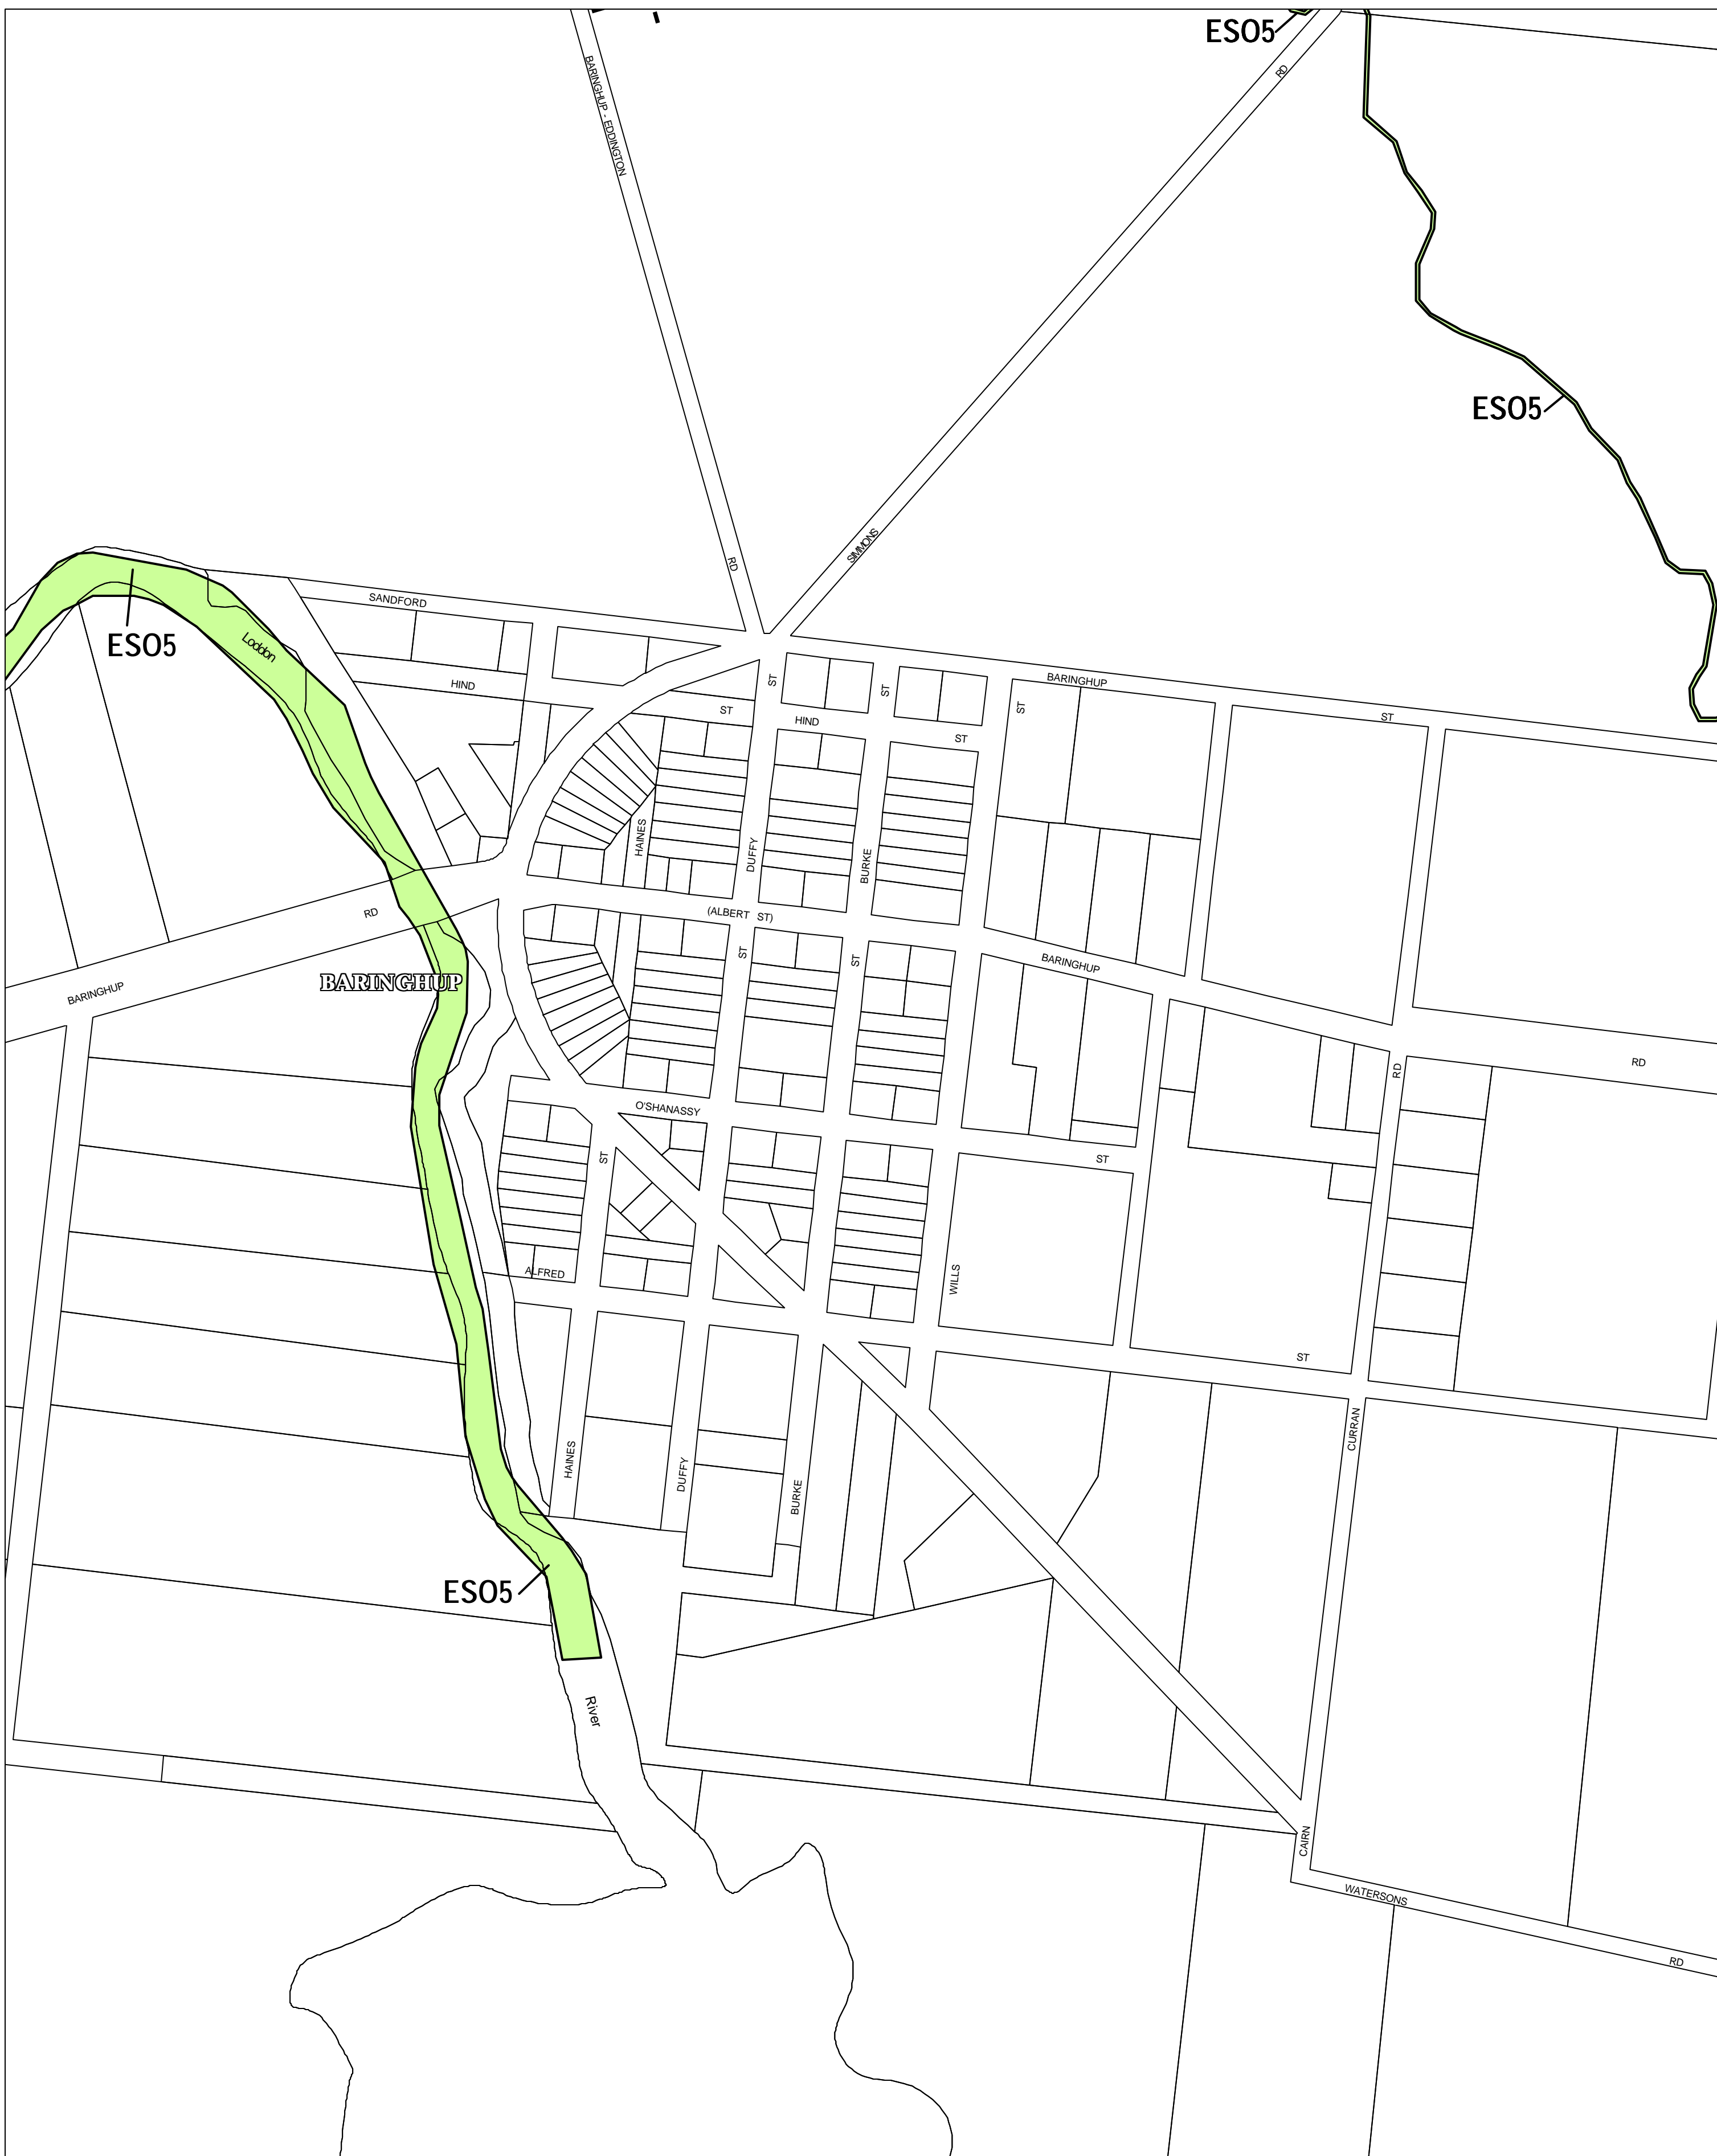 ESO5
RD
BARINGHUP - EDDINGTON
ESO5
SIMMONS
RD
SANDFORD
ESO5
Loddon
HIND
ST
ST
BARINGHUP
ST
ST
ST
HIND
ST
HAINES
DUFFY
BURKE
RD
(ALBERT ST)
ST
ST
BARINGHUP
BARINGHUP
BARINGHUP
RD
RD
O'SHANASSY
ST
ST
ALFRED
WILLS
ST
CURRAN
HAINES
DUFFY
BURKE
ESO5
River
CAIRN
WATERSONS
RD